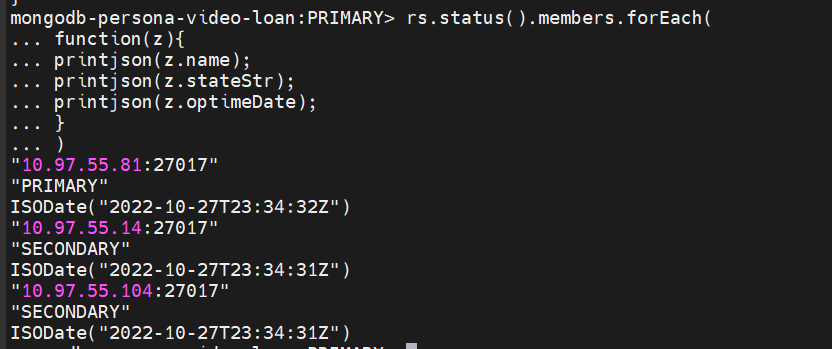 mongodb-persona-video-loan:PRIMARY> rs.status().members.forEach(
... function(z){
... printjson(z.name);
... printjson(z.stateStr);
... printjson(z.optimeDate);
... }
... )
"10.97.55.81:27017"
"PRIMARY"
ISODate("2022-10-27T23:34:32Z")
"10.97.55.14:27017"
"SECONDARY"
ISODate("2022-10-27T23:34:31Z")
"10.97.55.104:27017"
"SECONDARY"
ISODate("2022-10-27T23:34:31Z")